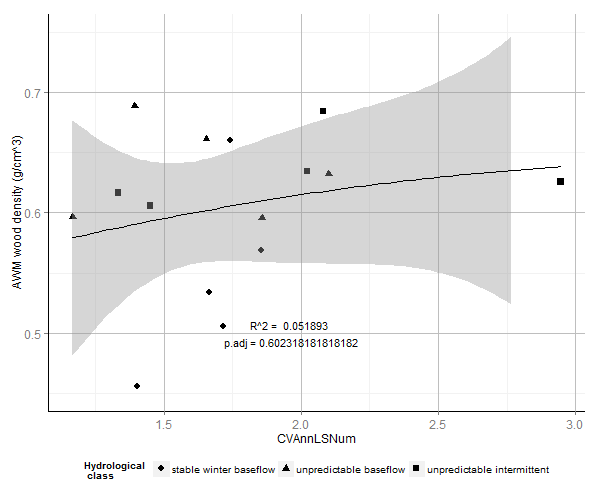 0.7
0.6
0.5
AWM wood density (g/cm^3)
R^2 = 0.051893
p.adj = 0.602318181818182
1.5 2.0 2.5 3.0
CVAnnLSNum
Hydrological
class
stable winter baseflow unpredictable baseflow unpredictable intermittent